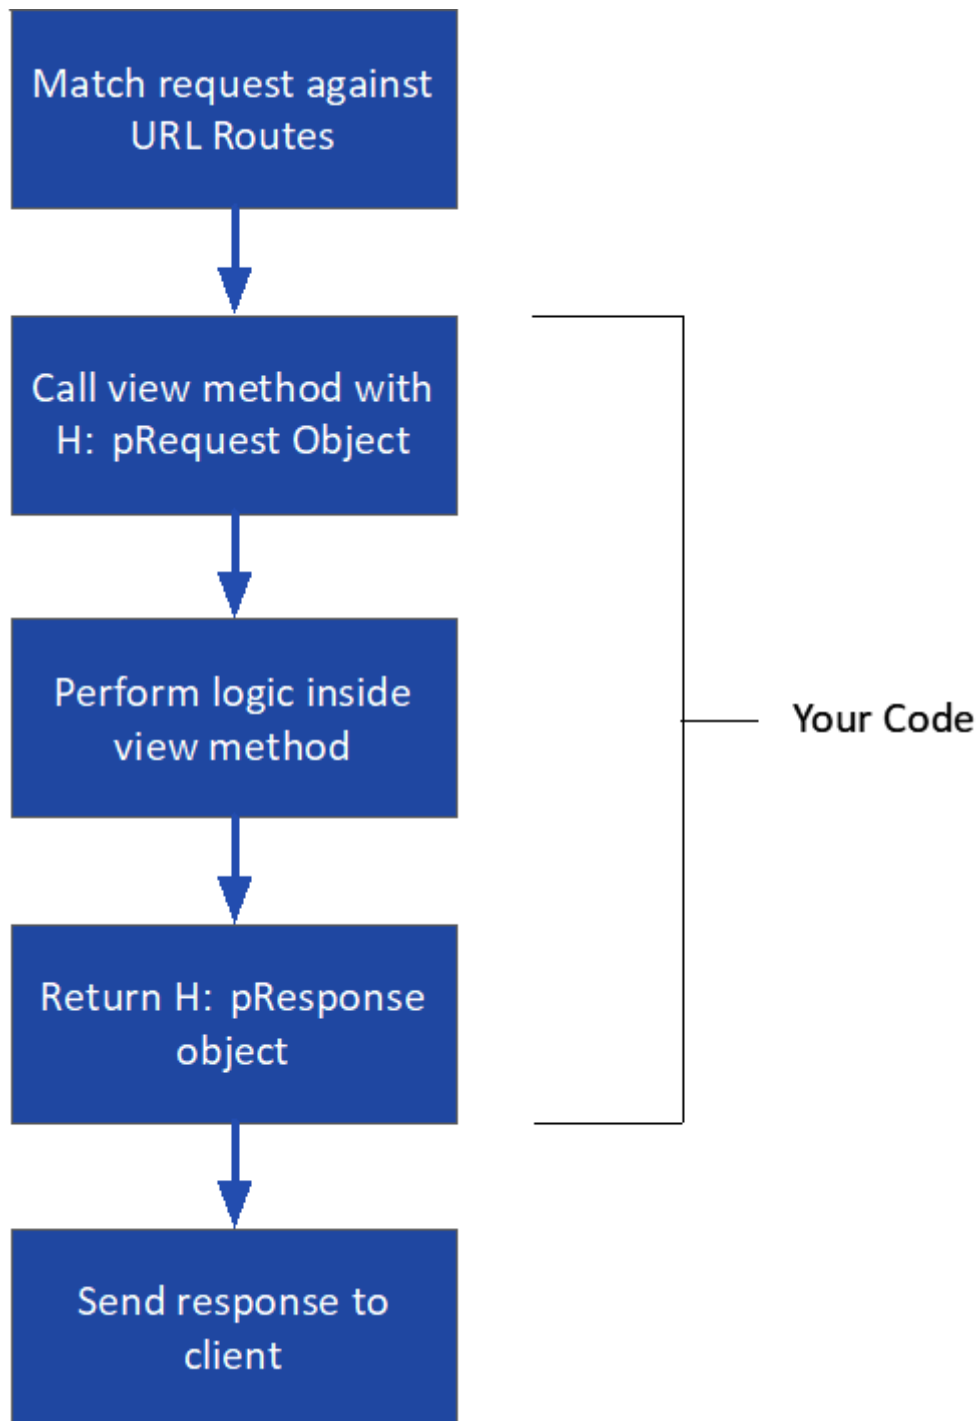 Match request against
URL Routes
Call view method with
H: pRequest Object
Perform logic inside
view method
Your Code
Return H: pResponse
object
Send response to
client